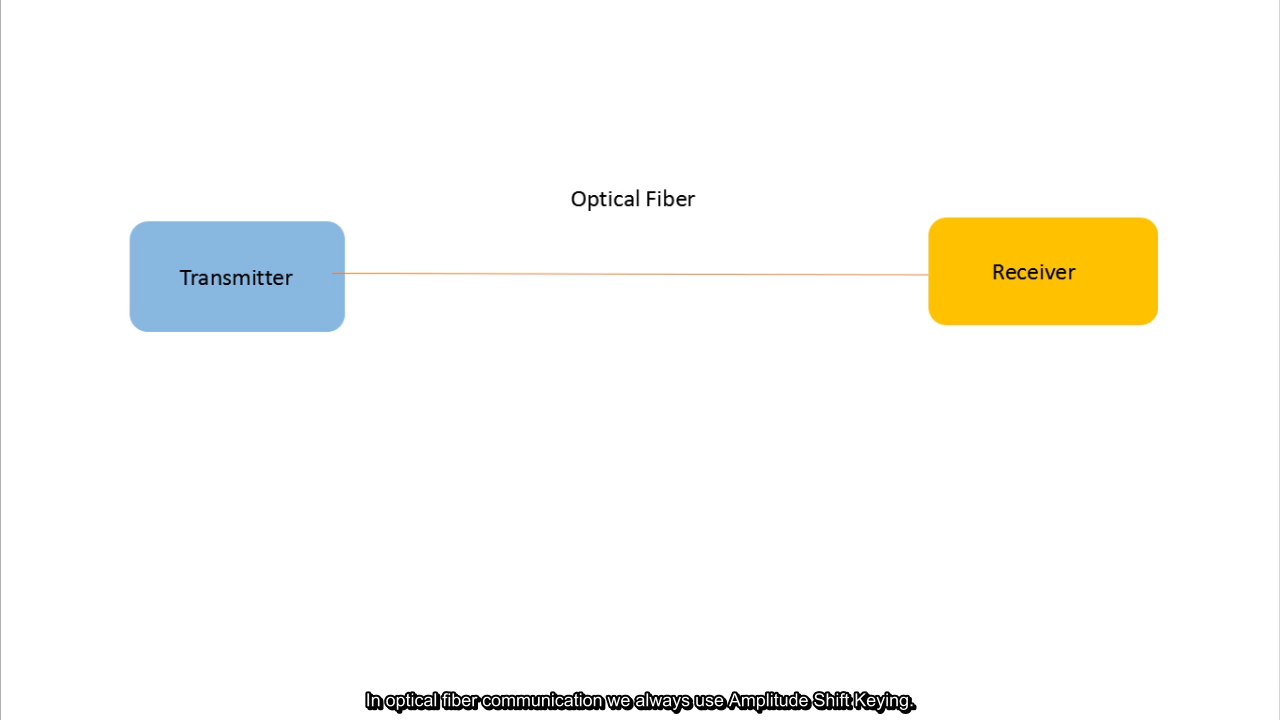 Optical Fiber
Transmitter
Receiver
In optical fiber communication we always use Amplitude Shift Keying.